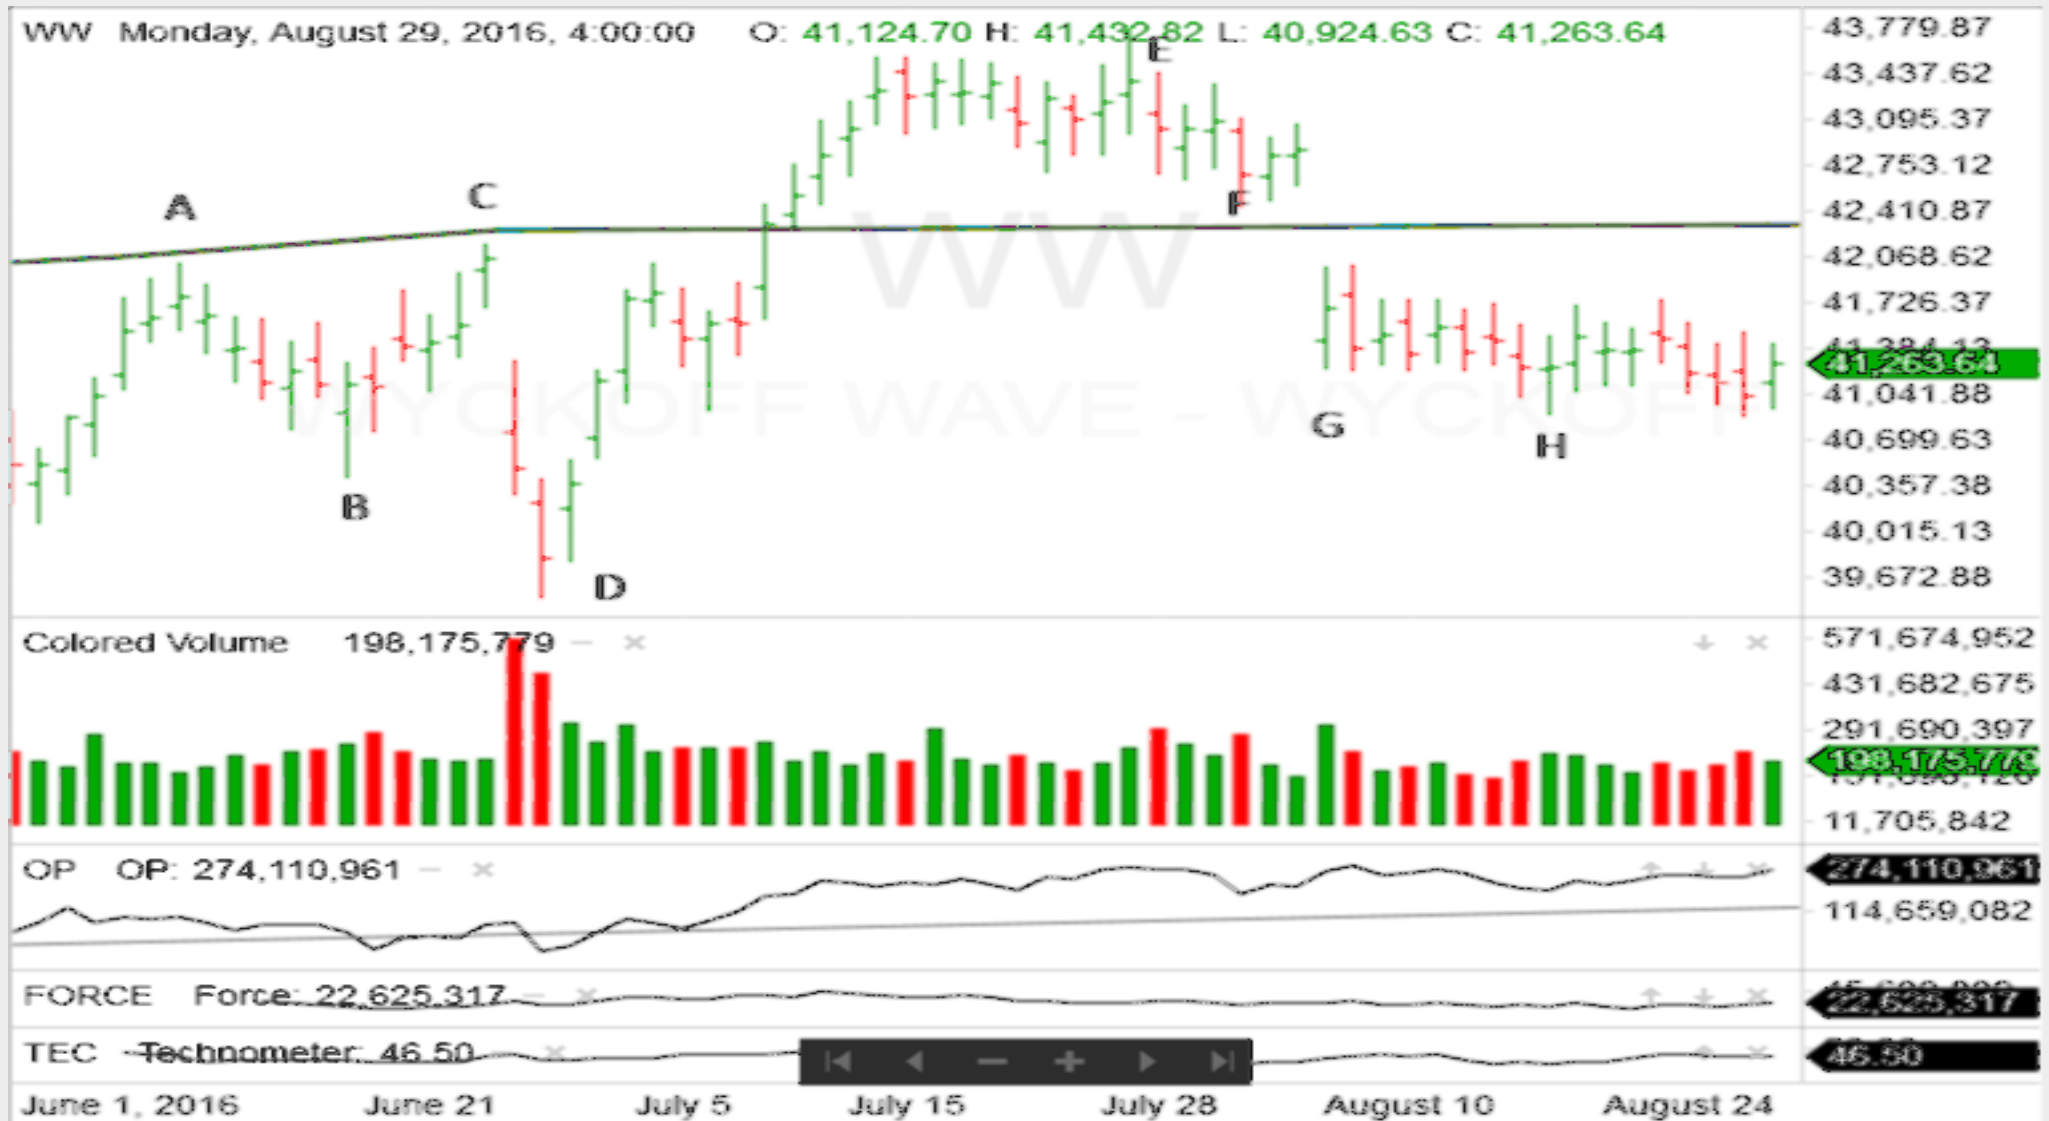 WW Monday, August 29, 2016, 4:00:00 O: 41,124.70 H: 41,432.82 L: 40,924.63 C: 41,263.64
43,779.87
43,437.62
43,095.37
42,753.12
42,410.87
42,068.62
41,726.37
41,384.13
41,263.64
41,041.88
40,699.63
40,357.38
40,015.13
39,672.88
E
A
C
F
WW
WYCKOFF WAVE - WYCKOFF
G
H
B
D
Colored Volume 198,175,779
571,674,952
431,682,675
291,690,397
198,175,779
11,705,842
OP OP: 274,110,961
274,110,961
114,659,082
FORCE Force: 22,625,317
22,625,317
TEC Technometer: 46.50
46.50
June 1, 2016 June 21 July 5 July 15 July 28 August 10 August 24